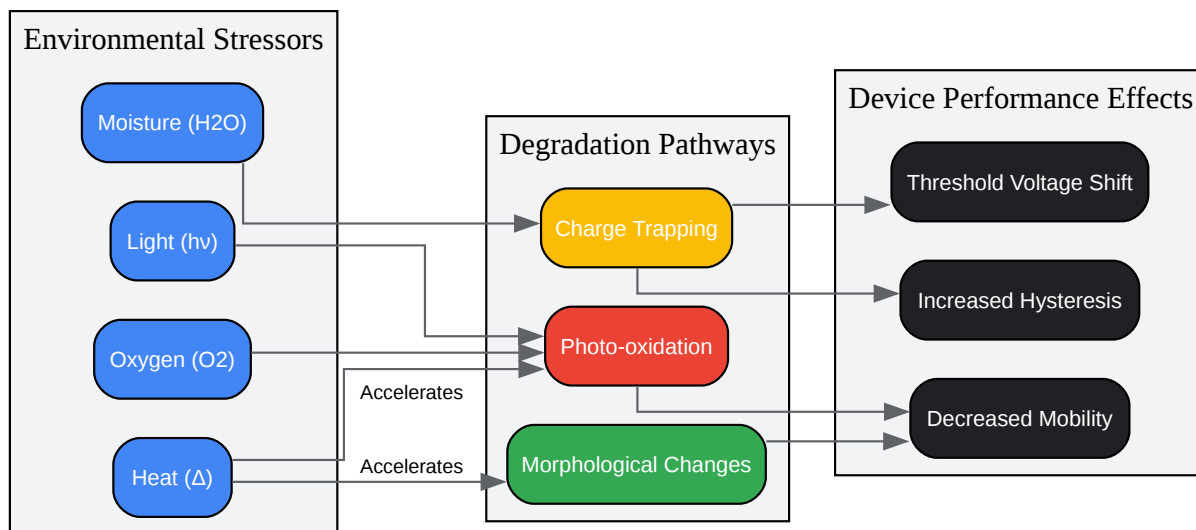 Environmental Stressors
Moisture (H2O)
Light (hν)
Oxygen (O2)
Heat (Δ)
Accelerates
Accelerates
Degradation Pathways
Charge Trapping
Photo-oxidation
Morphological Changes
Device Performance Effects
Threshold Voltage Shift
Increased Hysteresis
Decreased Mobility